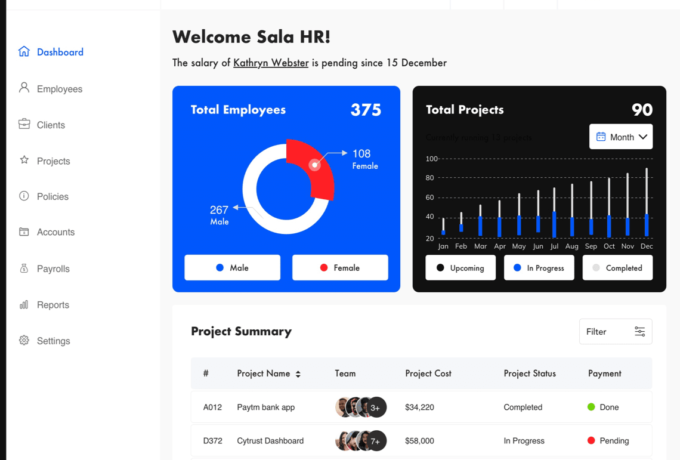 Welcome Sala HR!
The salary of Kathryn Webster is pending since 15 December
Dashboard
Employees
Clients
Projects
Policies
Accounts
Payrolls
Reports
Settings
Total Employees
375
108
Female
267
Male
Male
Female
Total Projects
90
Month
100
80
60
40
20
Jan Feb Mar Apr May Jun Jul Aug Sep Oct Nov Dec
Upcoming
In Progress
Completed
Project Summary
Filter
# Project Name Team Project Cost Project Status Payment
A012 Paytm bank app 3+ $34,220 Completed Done
D372 Cytrust Dashboard 7+ $58,000 In Progress Pending